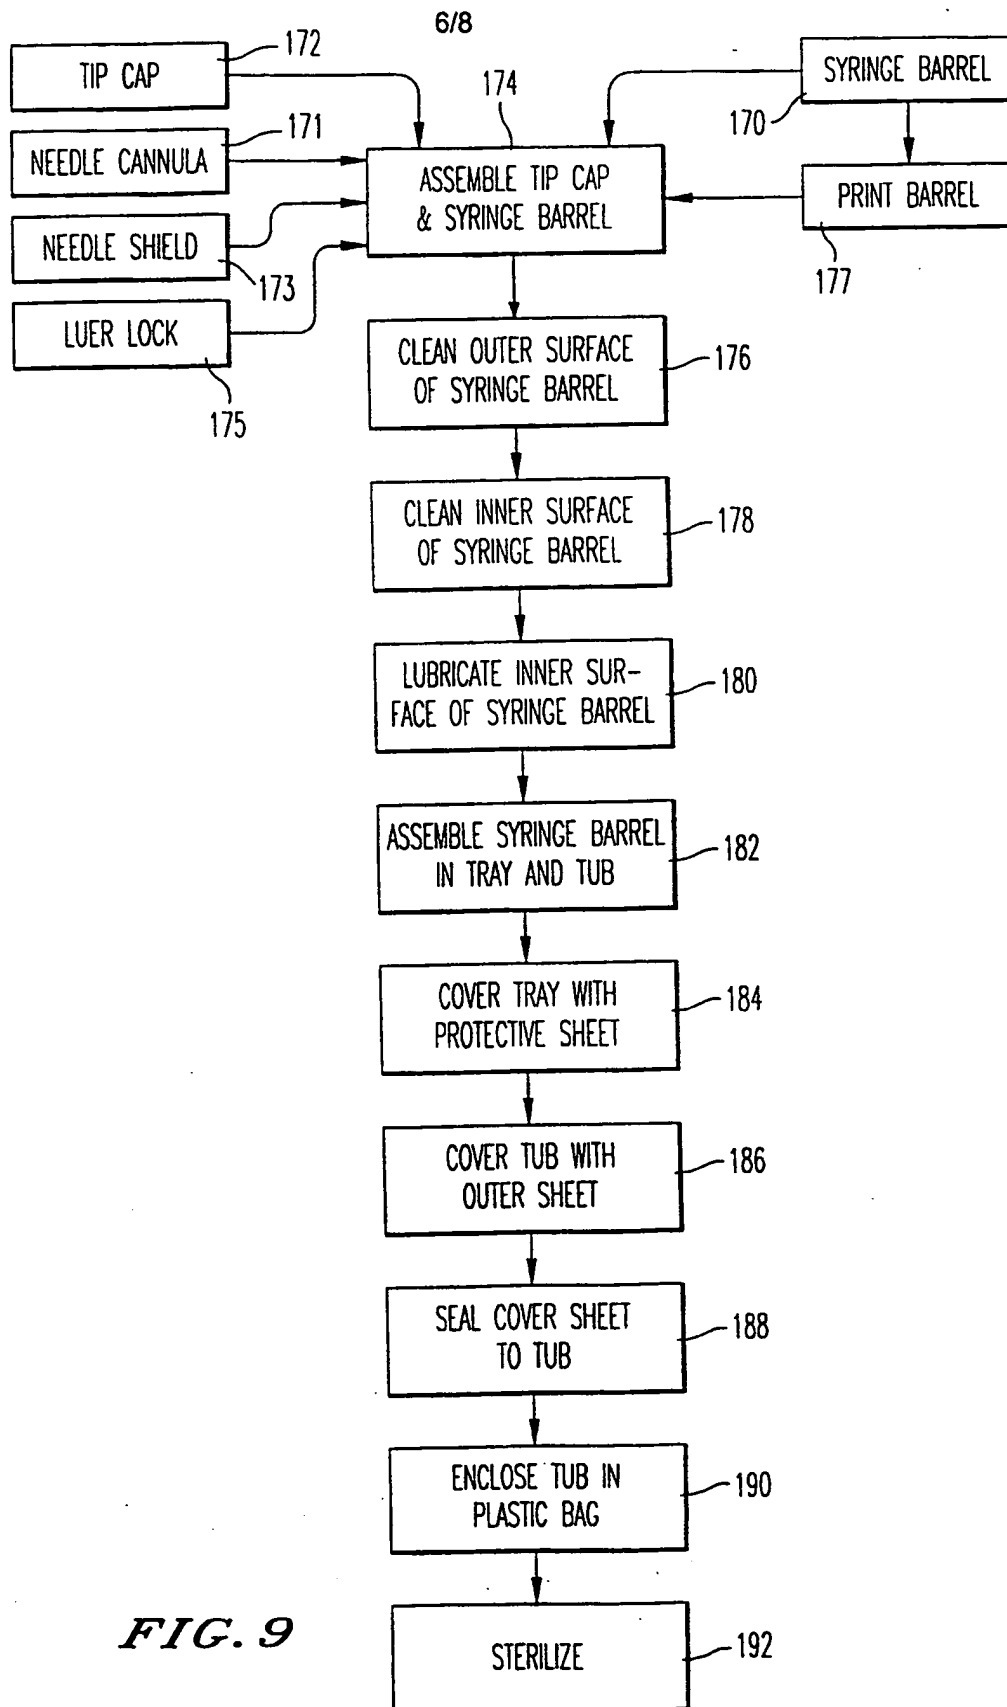 6/8
TIP CAP
172
NEEDLE CANNULA
171
NEEDLE SHIELD
173
LUER LOCK
175
174
ASSEMBLE TIP CAP
& SYRINGE BARREL
SYRINGE BARREL
170
PRINT BARREL
177
CLEAN OUTER SURFACE
OF SYRINGE BARREL
176
CLEAN INNER SURFACE
OF SYRINGE BARREL
178
LUBRICATE INNER SUR-
FACE OF SYRINGE BARREL
180
ASSEMBLE SYRINGE BARREL
IN TRAY AND TUB
182
COVER TRAY WITH
PROTECTIVE SHEET
184
COVER TUB WITH
OUTER SHEET
186
SEAL COVER SHEET
TO TUB
188
ENCLOSE TUB IN
PLASTIC BAG
190
STERILIZE
192
FIG. 9